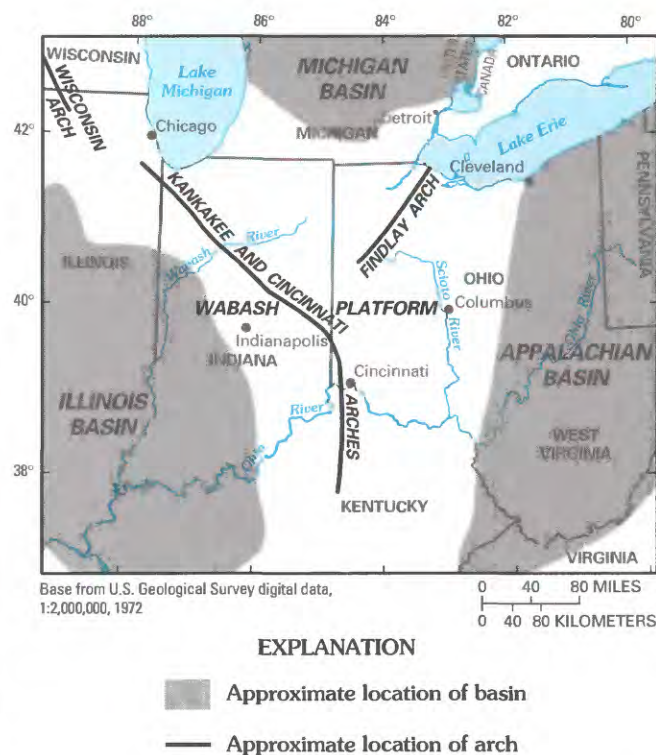 88°
86°
84°
82°
80°
WISCONSIN
WISCONSIN
ARCH
Lake
Michigan
MICHIGAN
BASIN
UNITED
STATES
CANADA
ONTARIO
42°
Chicago
MICHIGAN
Detroit
Lake Erie
Cleveland
PENNSYLVANIA
KANKAKEE AND CINCINNATI
FINDLAY ARCH
ILLINOIS
Wabash
River
40°
WABASH
PLATFORM
Scioto
River
OHIO
Columbus
Ohio River
Indianapolis
INDIANA
APPALACHIAN
BASIN
Cincinnati
ILLINOIS
BASIN
Ohio
River
ARCHES
WEST
VIRGINIA
38°
KENTUCKY
VIRGINIA
Base from U.S. Geological Survey digital data,
1:2,000,000, 1972
0 40 80 MILES
0 40 80 KILOMETERS
EXPLANATION
Approximate location of basin
Approximate location of arch